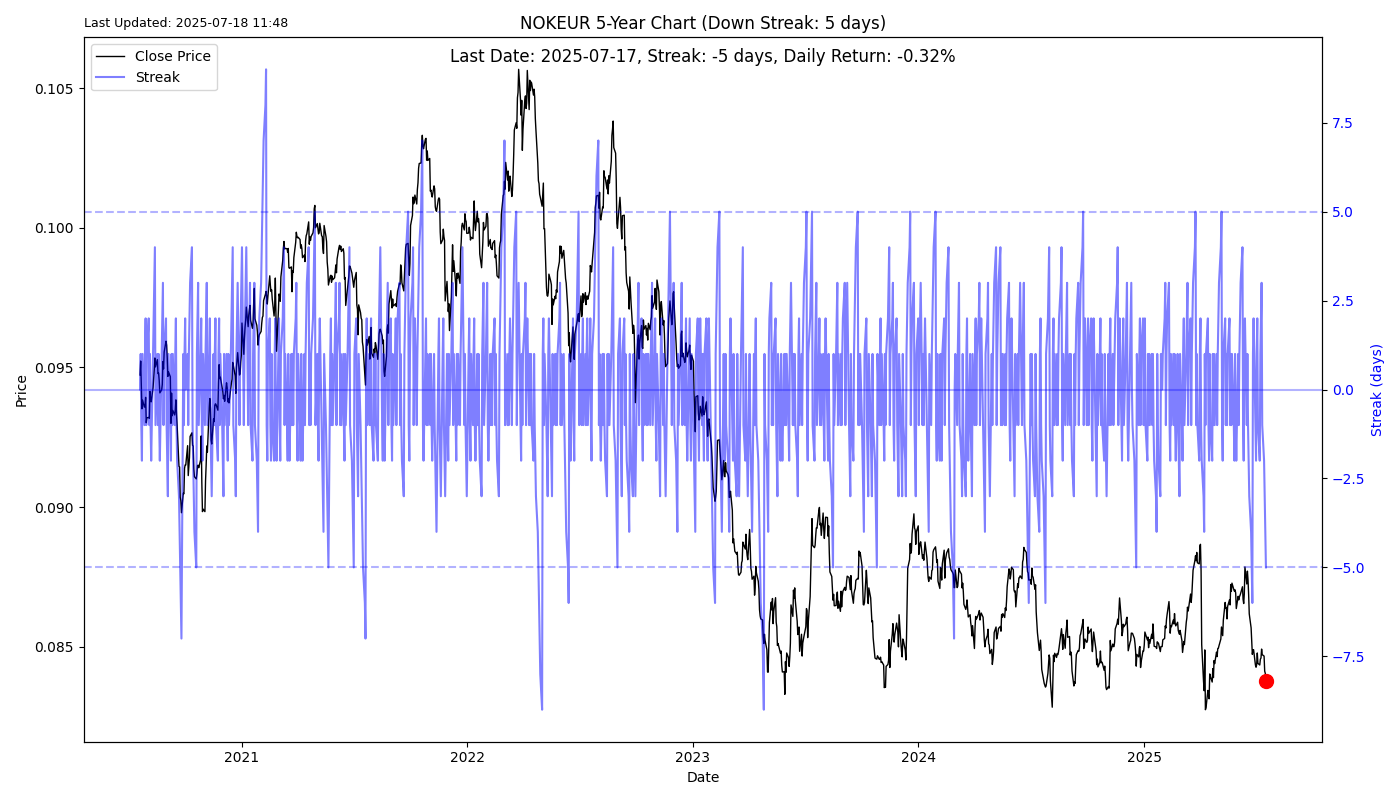 Last Updated: 2025-07-18 11:48
NOKEUR 5-Year Chart (Down Streak: 5 days)
Last Date: 2025-07-17, Streak: -5 days, Daily Return: -0.32%
Close Price
Streak
Price
0.105
0.100
0.095
0.090
0.085
7.5
5.0
2.5
0.0
−2.5
−5.0
−7.5
Streak (days)
2021
2022
2023
2024
2025
Date